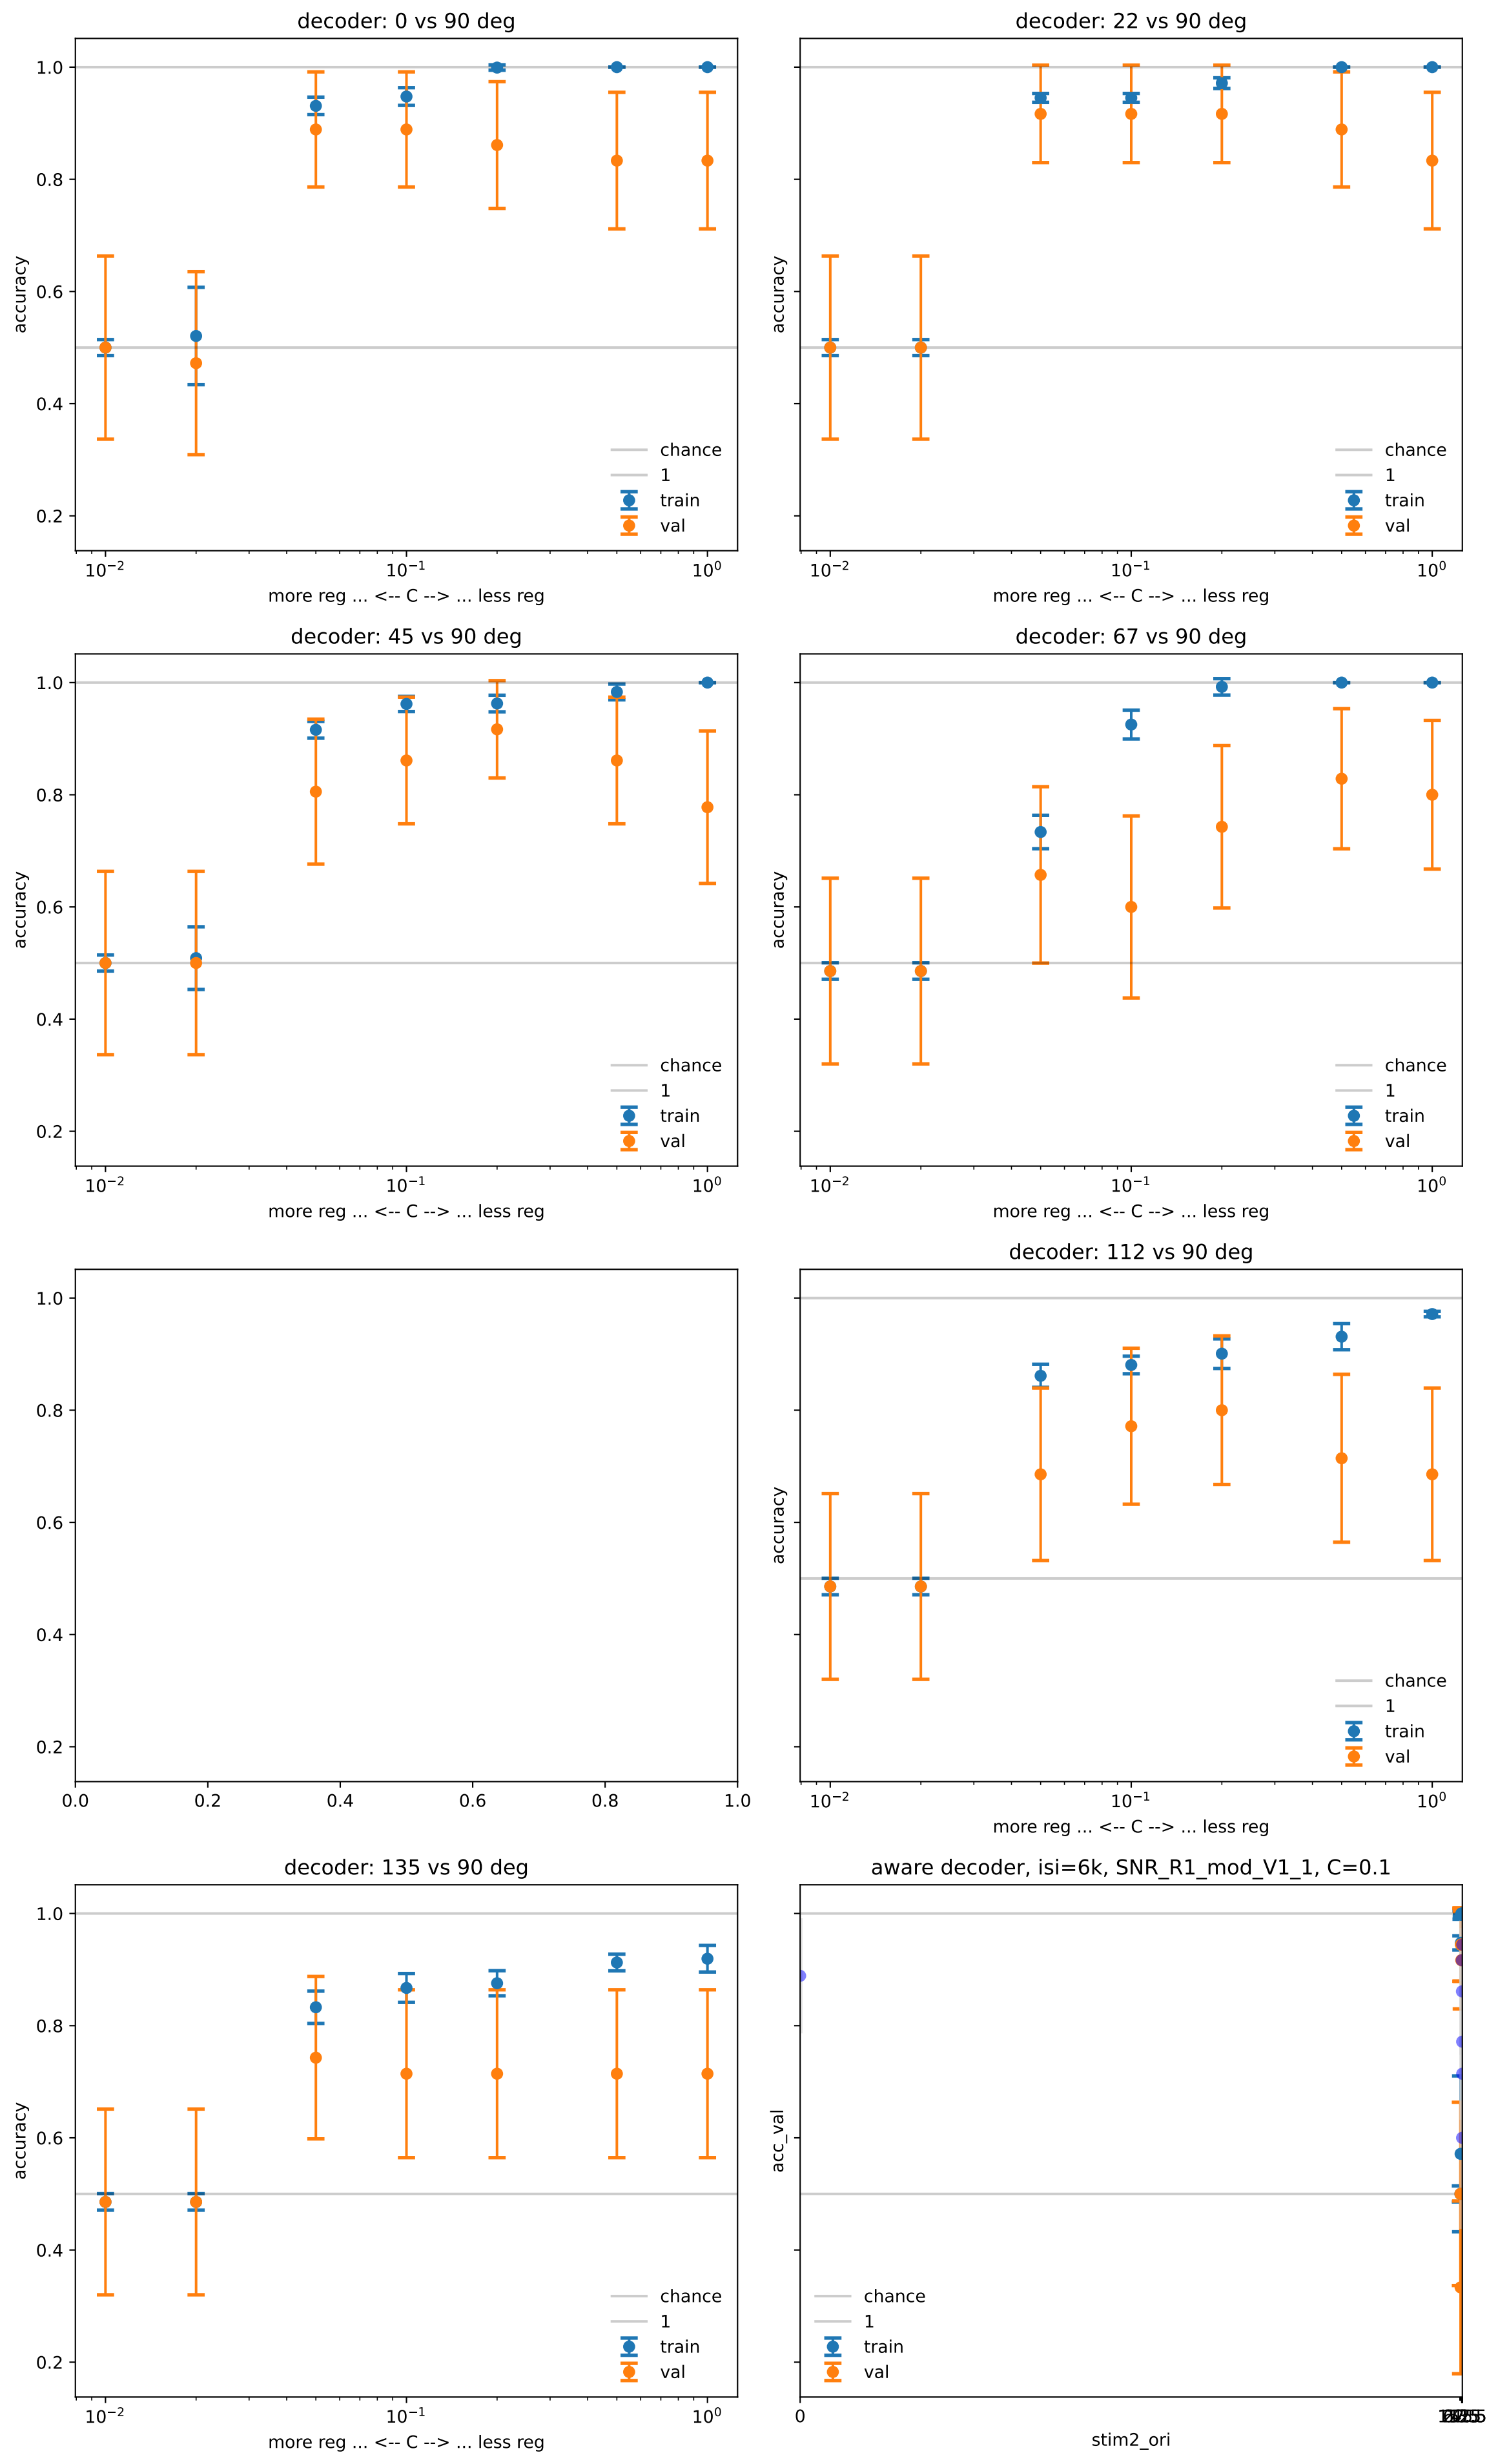 decoder: 0 vs 90 deg
accuracy
1.0
0.8
0.6
0.4
0.2
chance
1
train
val
10⁻² 10⁻¹ 10⁰
more reg ... <-- C --> ... less reg
decoder: 22 vs 90 deg
accuracy
chance
1
train
val
10⁻² 10⁻¹ 10⁰
more reg ... <-- C --> ... less reg
decoder: 45 vs 90 deg
accuracy
1.0
0.8
0.6
0.4
0.2
chance
1
train
val
10⁻² 10⁻¹ 10⁰
more reg ... <-- C --> ... less reg
decoder: 67 vs 90 deg
accuracy
chance
1
train
val
10⁻² 10⁻¹ 10⁰
more reg ... <-- C --> ... less reg
1.0
0.8
0.6
0.4
0.2
0.0 0.2 0.4 0.6 0.8 1.0
decoder: 112 vs 90 deg
accuracy
chance
1
train
val
10⁻² 10⁻¹ 10⁰
more reg ... <-- C --> ... less reg
decoder: 135 vs 90 deg
accuracy
1.0
0.8
0.6
0.4
0.2
chance
1
train
val
10⁻² 10⁻¹ 10⁰
more reg ... <-- C --> ... less reg
aware decoder, isi=6k, SNR_R1_mod_V1_1, C=0.1
acc_val
chance
1
train
val
0
stim2_ori